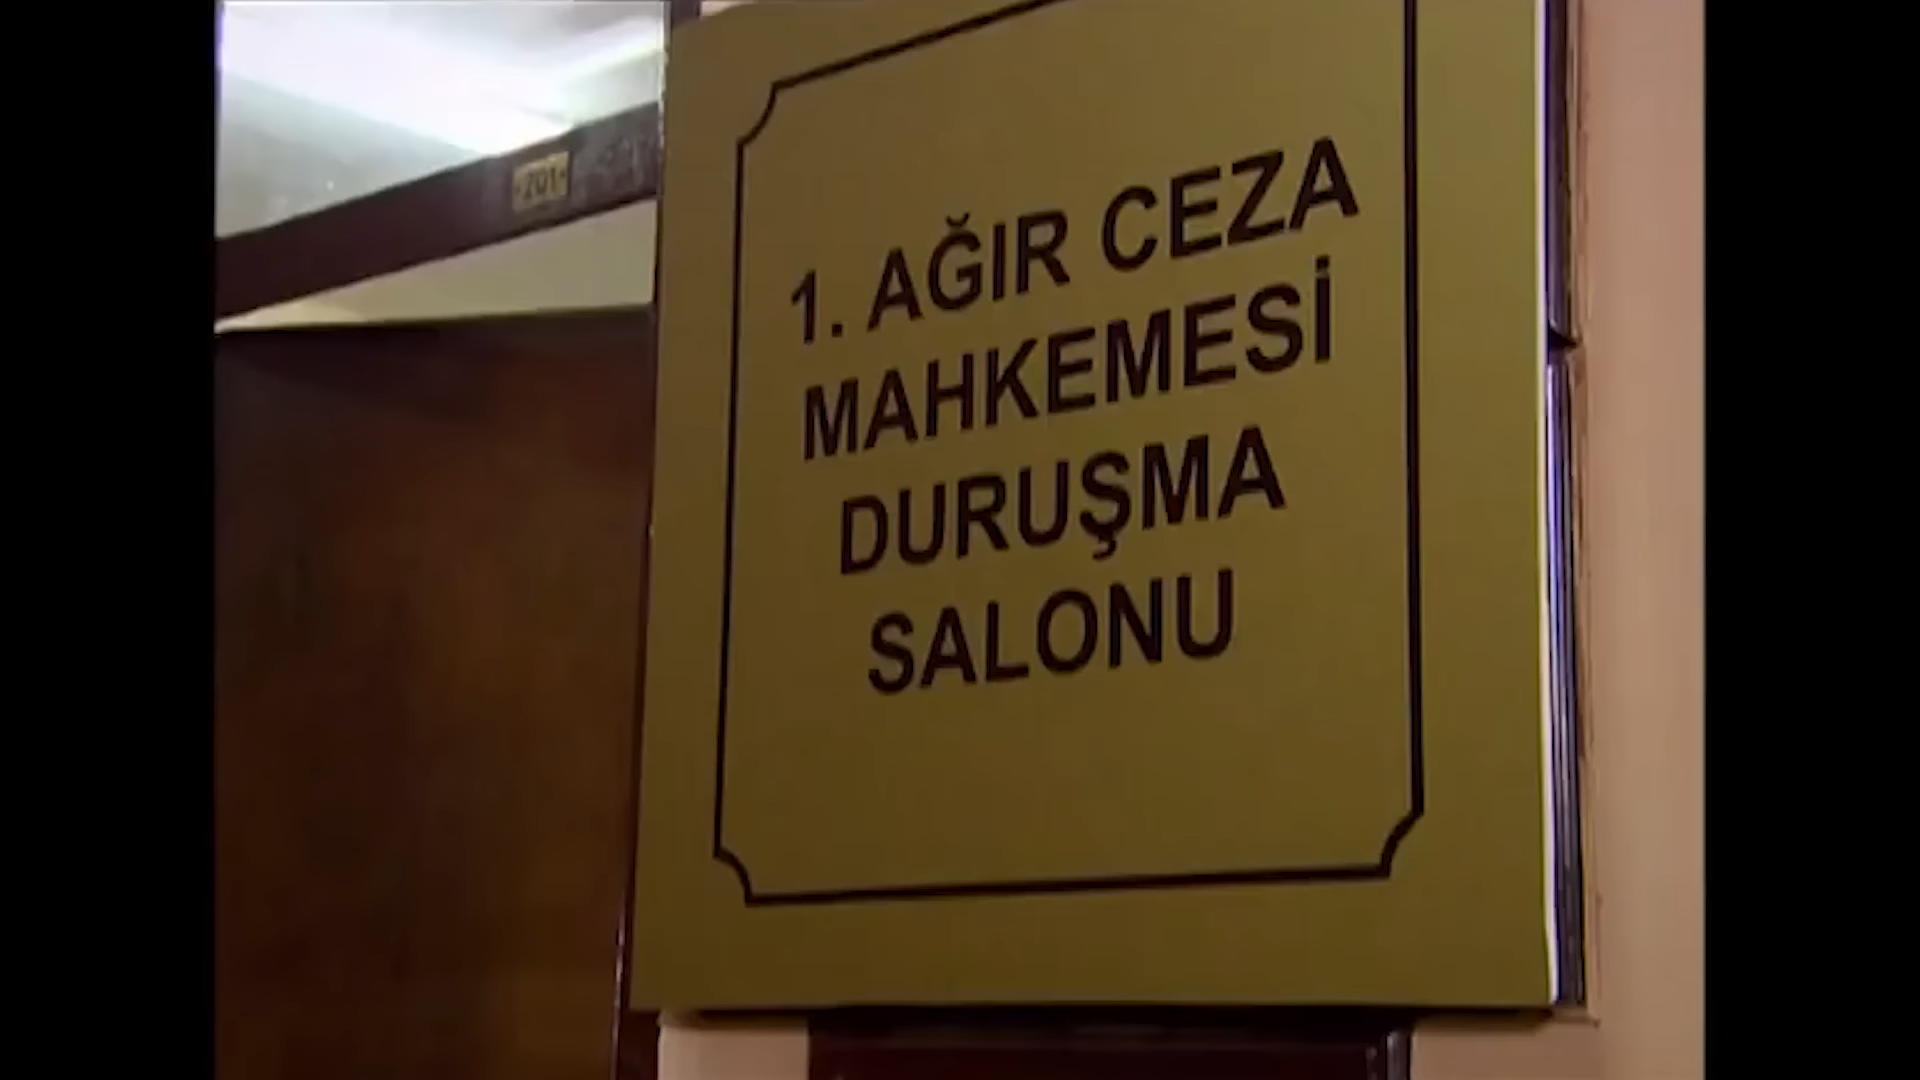 ·201·
1. AĞIR CEZA
MAHKEMESİ
DURUŞMA
SALONU